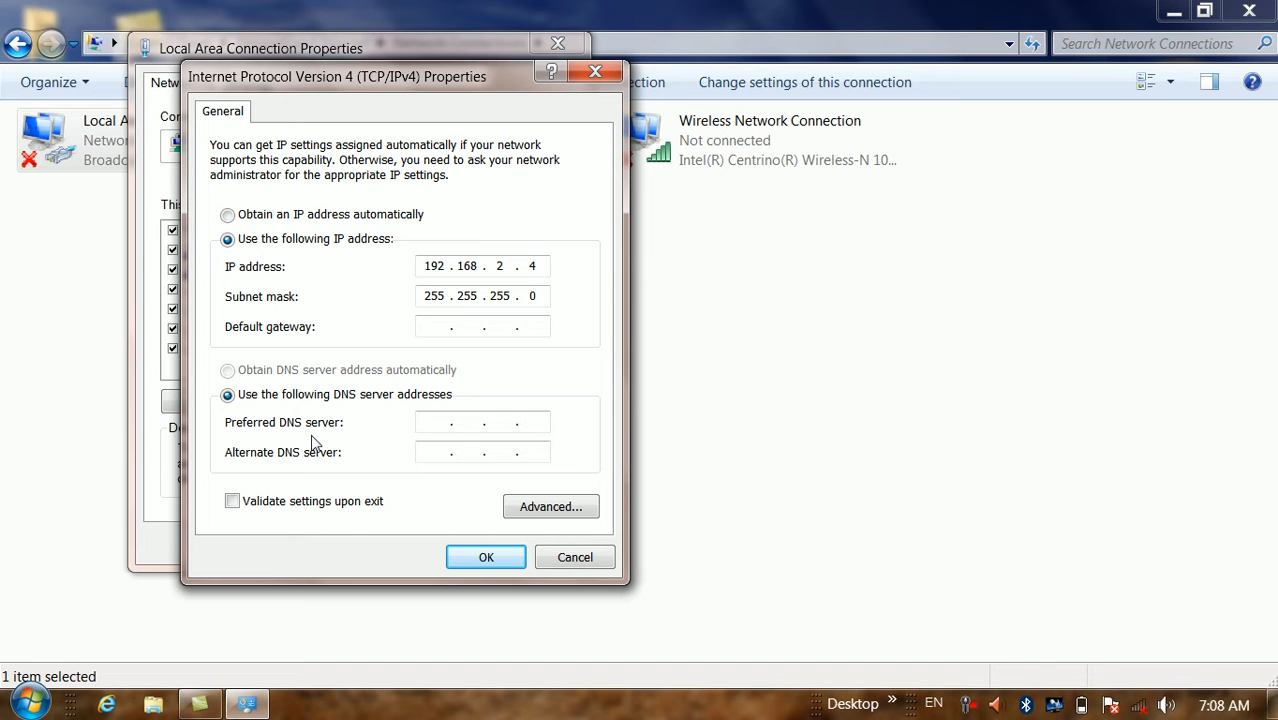 Local Area Connection Properties
Search Network Connections
Internet Protocol Version 4 (TCP/IPv4) Properties
Organize
Change settings of this connection
General
Local A
Wireless Network Connection
Not connected
Intel(R) Centrino(R) Wireless-N 10...
You can get IP settings assigned automatically if your network
supports this capability. Otherwise, you need to ask your network
administrator for the appropriate IP settings.
Obtain an IP address automatically
Use the following IP address:
IP address: 192 . 168 . 2 . 4
Subnet mask: 255 . 255 . 255 . 0
Default gateway: . . .
Obtain DNS server address automatically
Use the following DNS server addresses
Preferred DNS server: . . .
Alternate DNS server: . . .
Validate settings upon exit
Advanced...
OK Cancel
1 item selected
Desktop » EN 7:08 AM